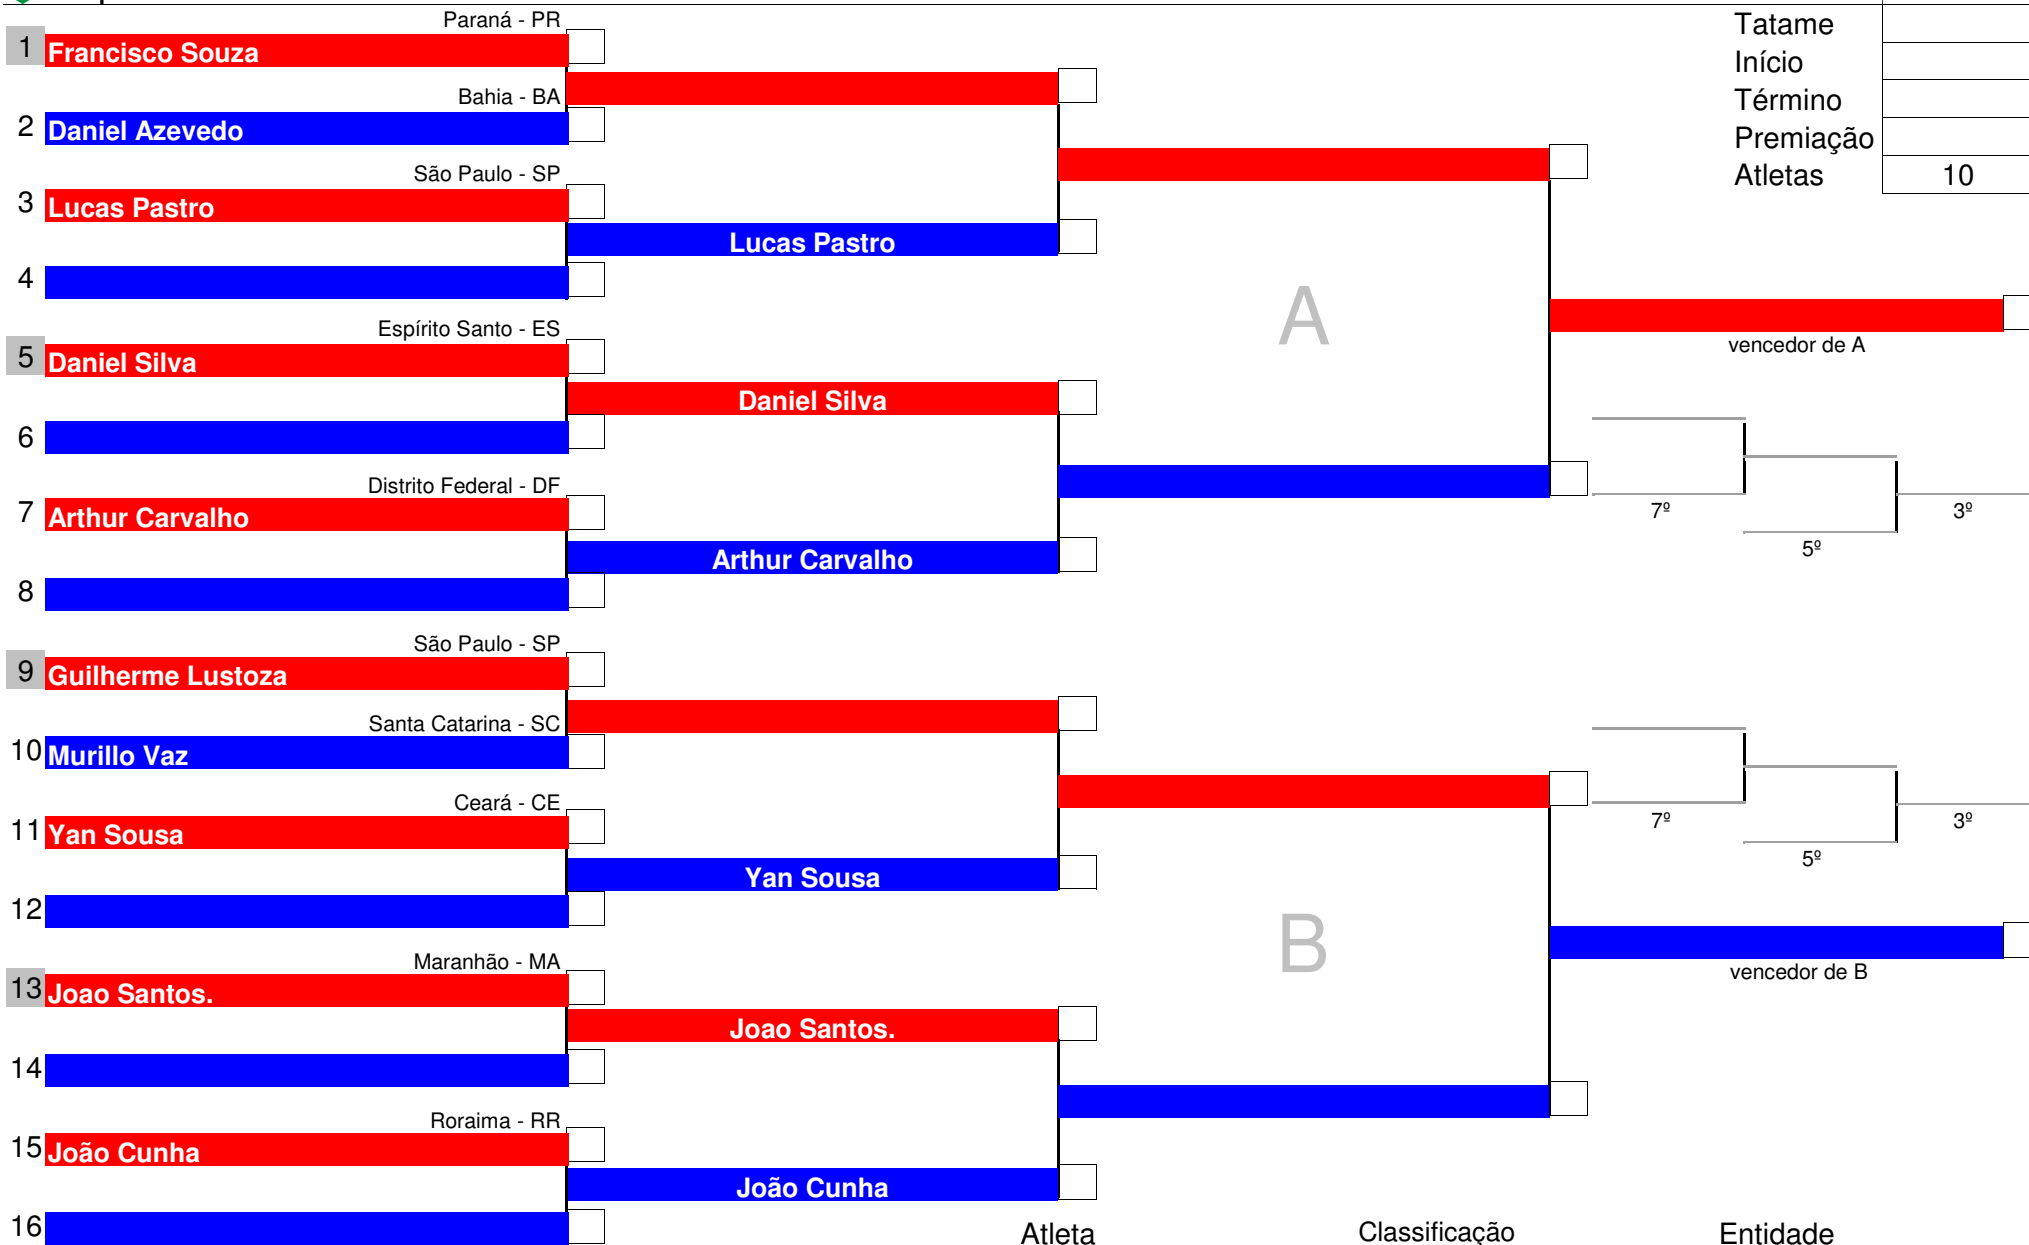 Paraná - PR
Tatame
1 Francisco Souza
Início
Bahia - BA
Término
2 Daniel Azevedo
Premiação
São Paulo - SP
Atletas 10
3 Lucas Pastro
Lucas Pastro
4
A
Espírito Santo - ES
vencedor de A
5 Daniel Silva
Daniel Silva
6
Distrito Federal - DF
7 Arthur Carvalho
7º 3º
5º
Arthur Carvalho
8
São Paulo - SP
9 Guilherme Lustoza
Santa Catarina - SC
10 Murillo Vaz
Ceará - CE
7º 3º
11 Yan Sousa
5º
Yan Sousa
12
B
Maranhão - MA
vencedor de B
13 Joao Santos.
Joao Santos.
14
Roraima - RR
15 João Cunha
João Cunha
16
Atleta Classificação Entidade